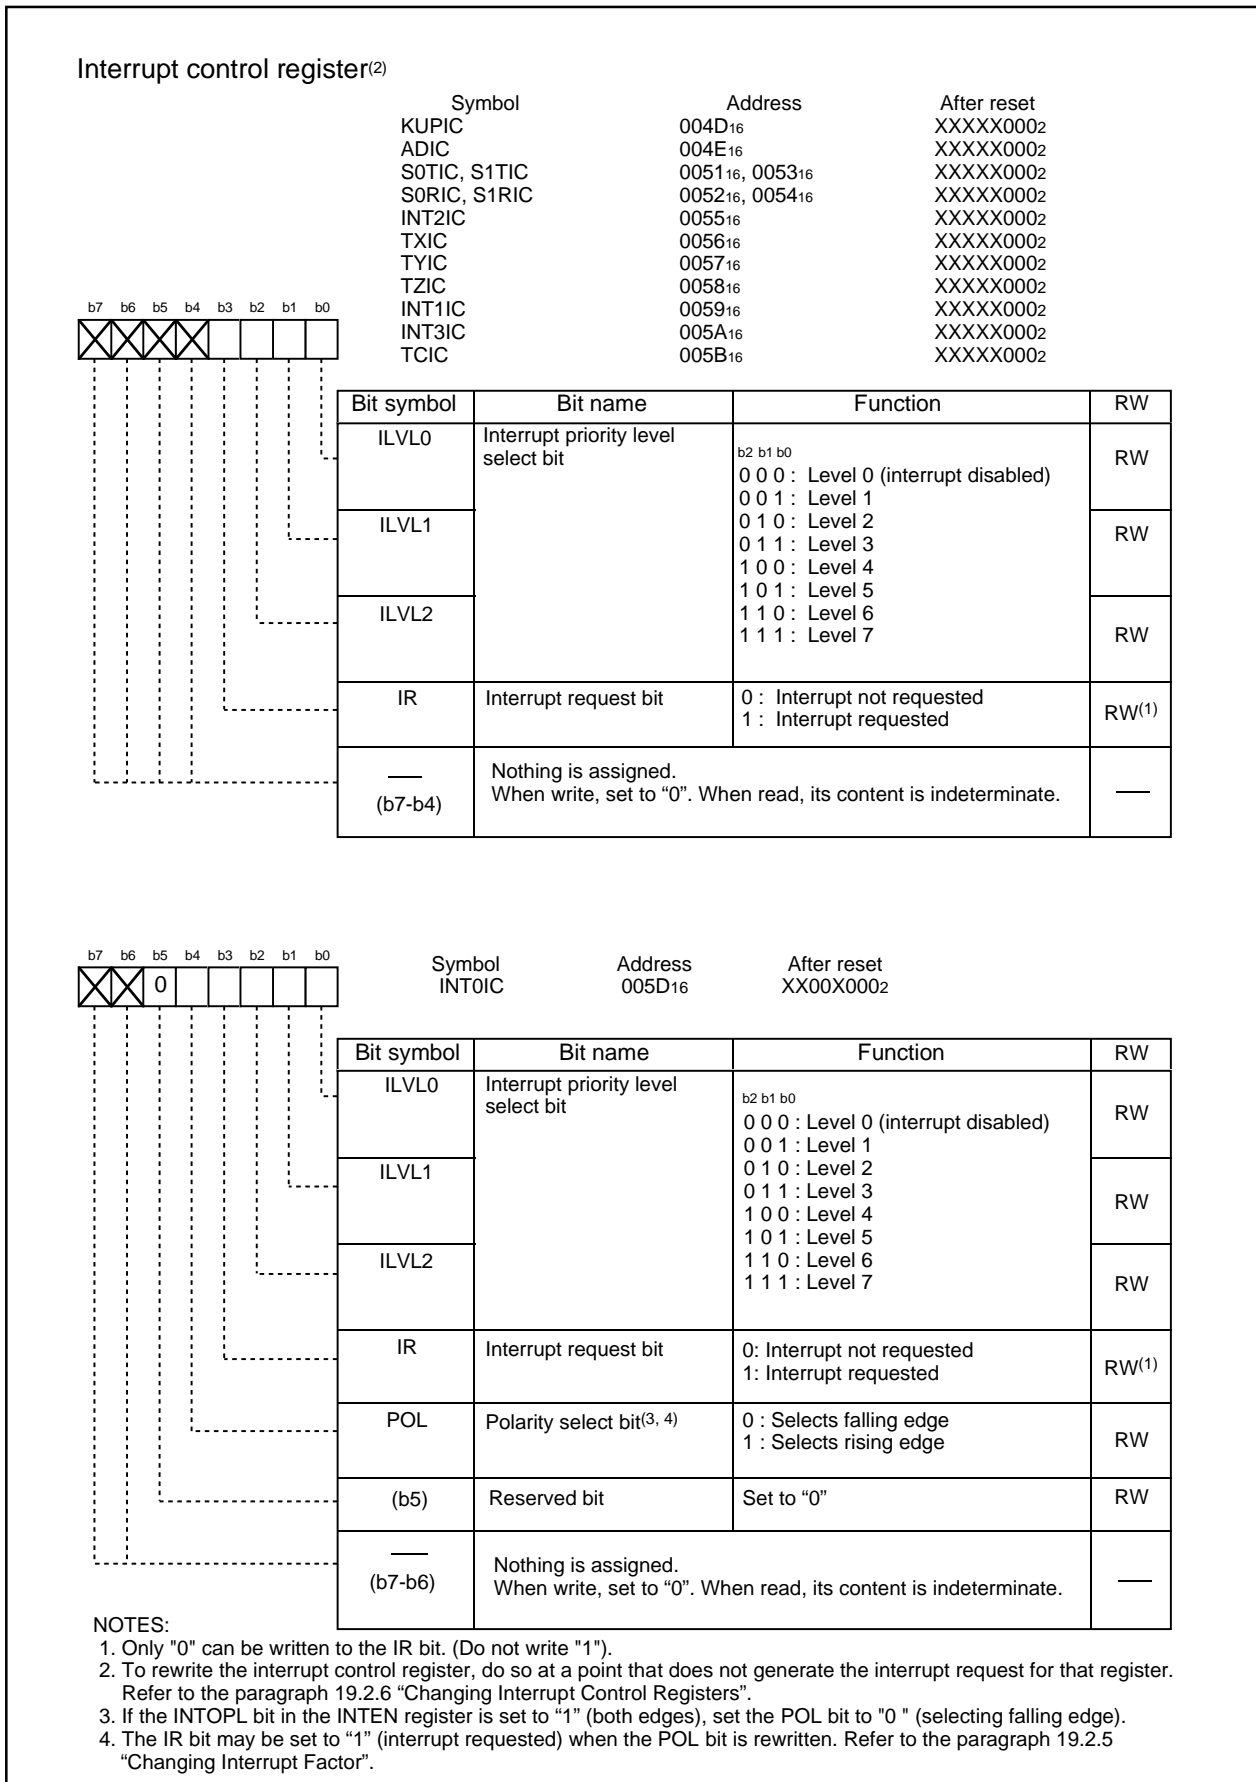 Interrupt control register(2)
Symbol Address After reset
KUPIC 004D16 XXXXX0002
ADIC 004E16 XXXXX0002
S0TIC, S1TIC 005116, 005316 XXXXX0002
S0RIC, S1RIC 005216, 005416 XXXXX0002
INT2IC 005516 XXXXX0002
TXIC 005616 XXXXX0002
TYIC 005716 XXXXX0002
TZIC 005816 XXXXX0002
INT1IC 005916 XXXXX0002
INT3IC 005A16 XXXXX0002
TCIC 005B16 XXXXX0002
b7 b6 b5 b4 b3 b2 b1 b0
Bit symbol Bit name Function RW
ILVL0 Interrupt priority level
select bit
RW
b2 b1 b0
0 0 0 : Level 0 (interrupt disabled)
0 0 1 : Level 1
ILVL1 0 1 0 : Level 2 RW
0 1 1 : Level 3
1 0 0 : Level 4
1 0 1 : Level 5
ILVL2 1 1 0 : Level 6 RW
1 1 1 : Level 7
IR Interrupt request bit 0 : Interrupt not requested RW(1)
1 : Interrupt requested
(b7-b4)
Nothing is assigned.
When write, set to “0”. When read, its content is indeterminate.
b7 b6 b5 b4 b3 b2 b1 b0
0
Symbol Address After reset
INT0IC 005D16 XX00X0002
Bit symbol Bit name Function RW
ILVL0 Interrupt priority level
select bit
RW
b2 b1 b0
0 0 0 : Level 0 (interrupt disabled)
0 0 1 : Level 1
ILVL1 0 1 0 : Level 2 RW
0 1 1 : Level 3
1 0 0 : Level 4
1 0 1 : Level 5
ILVL2 1 1 0 : Level 6 RW
1 1 1 : Level 7
IR Interrupt request bit 0: Interrupt not requested RW(1)
1: Interrupt requested
POL Polarity select bit(3, 4) 0 : Selects falling edge RW
1 : Selects rising edge
(b5) Reserved bit Set to “0” RW
(b7-b6)
Nothing is assigned.
When write, set to “0”. When read, its content is indeterminate.
NOTES:
1. Only "0" can be written to the IR bit. (Do not write "1").
2. To rewrite the interrupt control register, do so at a point that does not generate the interrupt request for that register.
Refer to the paragraph 19.2.6 “Changing Interrupt Control Registers”.
3. If the INTOPL bit in the INTEN register is set to “1” (both edges), set the POL bit to "0 " (selecting falling edge).
4. The IR bit may be set to “1” (interrupt requested) when the POL bit is rewritten. Refer to the paragraph 19.2.5
“Changing Interrupt Factor”.